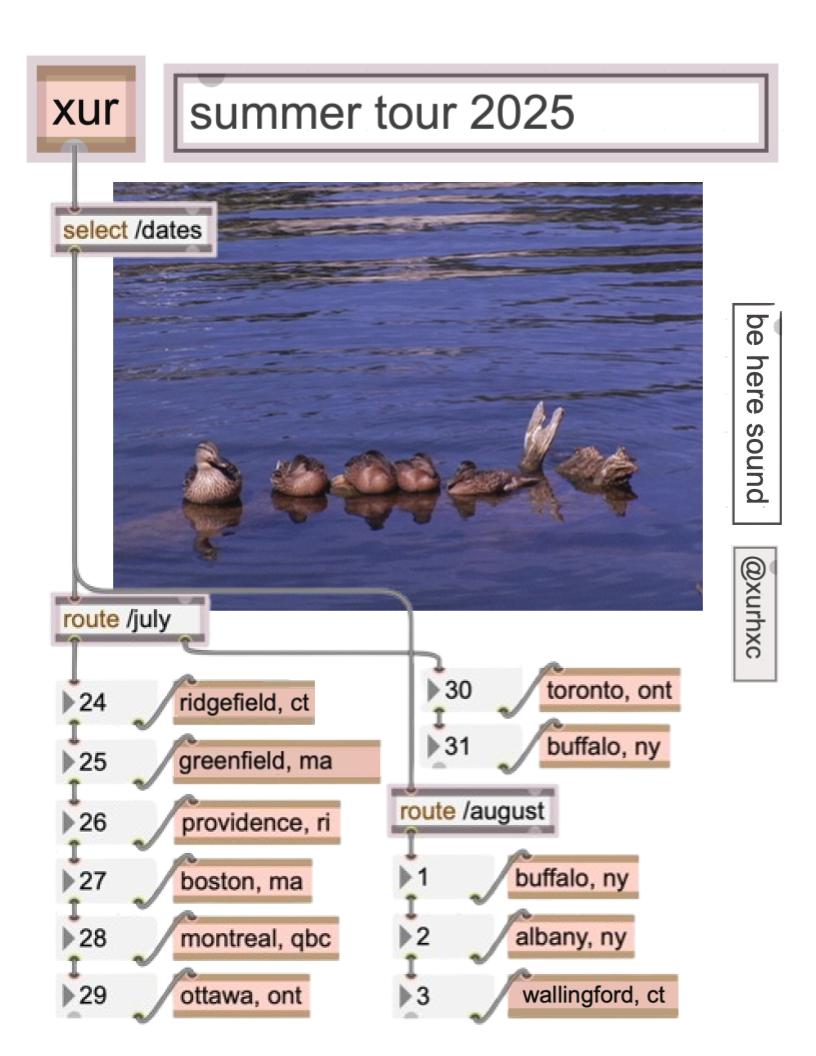 xur
summer tour 2025
select /dates
be here sound
@xurhxc
route /july
24 ridgefield, ct
25 greenfield, ma
26 providence, ri
27 boston, ma
28 montreal, qbc
29 ottawa, ont
30 toronto, ont
31 buffalo, ny
route /august
1 buffalo, ny
2 albany, ny
3 wallingford, ct